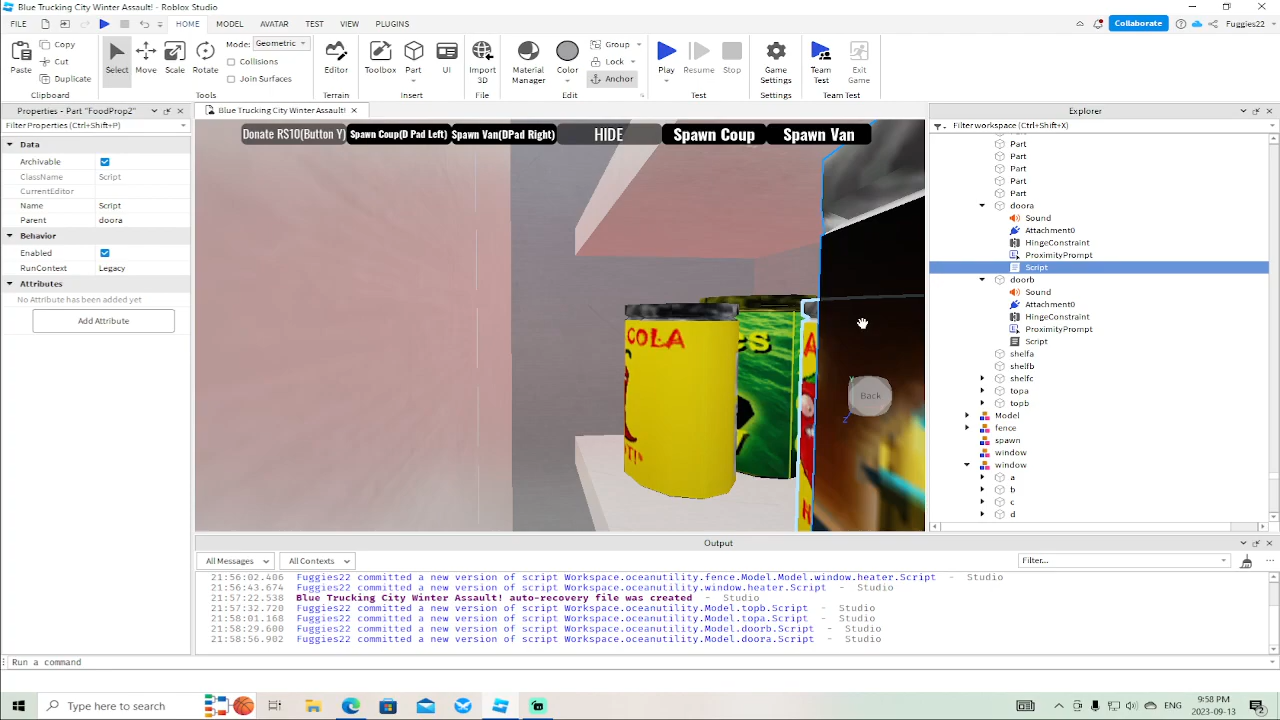 Blue Trucking City Winter Assault! - Roblox Studio
FILE HOME MODEL AVATAR TEST VIEW PLUGINS Collaborate Fuggies22
Paste Copy Cut Duplicate Clipboard
Select Move Scale Rotate Tools
Mode: Geometric Collisions Join Surfaces
Editor Terrain
Toolbox Part UI Insert
Import 3D File
Material Manager Color Group Lock Anchor Edit
Game Settings Settings
Play Resume Stop
Team Test Exit Game Team Test
Properties - Part "FoodProp2"
Filter Properties (Ctrl+Shift+P)
Data
Archivable
ClassName Script
CurrentEditor
Name Script
Parent doora
Behavior
Enabled
RunContext Legacy
Attributes
No Attribute has been added yet
Add Attribute
Blue Trucking City Winter Assault!
Donate RS10(Button Y) Spawn Coup(D Pad Left) Spawn Van(DPad Right) HIDE Spawn Coup Spawn Van
COLA
es
A
H
Back
Explorer
Filter workspace (Ctrl+Shift+X)
Part
Part
Part
Part
Part
doora
Sound
Attachment0
HingeConstraint
ProximityPrompt
Script
doorb
Sound
Attachment0
HingeConstraint
ProximityPrompt
Script
shelfa
shelfb
shelfc
topa
topb
Model
fence
spawn
window
window
a
b
c
d
Output
All Messages All Contexts Filter...
21:56:02.406 Fuggies22 committed a new version of script Workspace.oceanutility.fence.Model.Model.window.heater.Script - Studio
21:56:43.674 Fuggies22 committed a new version of script Workspace.oceanutility.window.heater.Script - Studio
21:57:22.530 Blue Trucking City Winter Assault! auto-recovery file was created - Studio
21:57:32.720 Fuggies22 committed a new version of script Workspace.oceanutility.Model.topb.Script - Studio
21:58:01.168 Fuggies22 committed a new version of script Workspace.oceanutility.Model.topa.Script - Studio
21:58:29.600 Fuggies22 committed a new version of script Workspace.oceanutility.Model.doorb.Script - Studio
21:58:56.902 Fuggies22 committed a new version of script Workspace.oceanutility.Model.doora.Script - Studio
Run a command
Type here to search
ENG
9:58 PM
2023-09-13
2